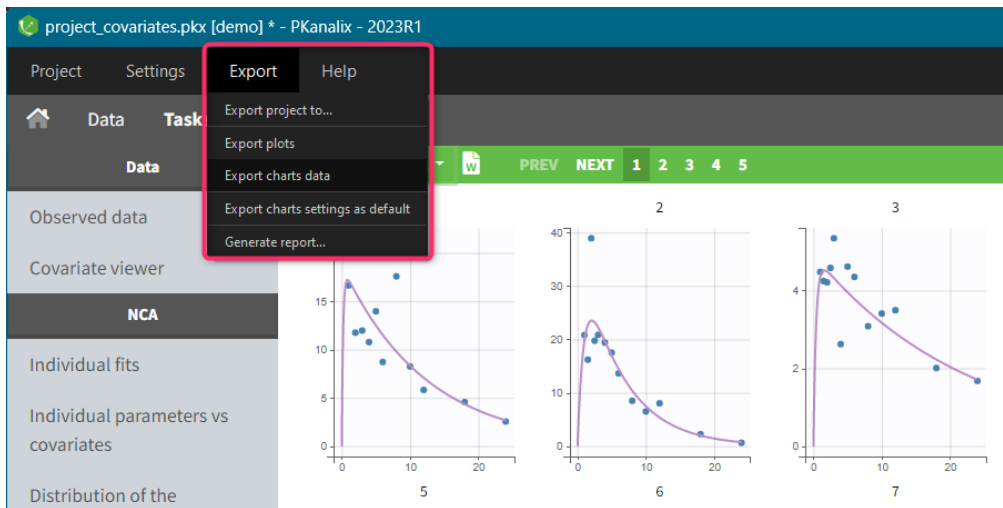 project_covariates.pkx [demo] * - PKanalix - 2023R1
Project Settings Export Help
Data Task
Export project to...
Export plots
Export charts data
Export charts settings as default
Generate report...
Data
Observed data
Covariate viewer
NCA
Individual fits
Individual parameters vs
covariates
Distribution of the
W PREV NEXT 1 2 3 4 5
2 3
15
10
5
0
0 10 20
40
30
20
10
0
0 10 20
4
2
0
0 10 20
5 6 7